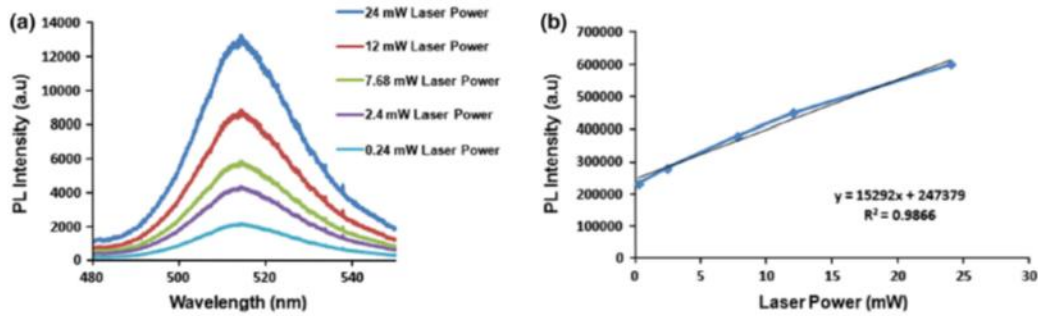 (a)
PL Intensity (a.u)
14000
12000
10000
8000
6000
4000
2000
0
480
500
520
540
Wavelength (nm)
24 mW Laser Power
12 mW Laser Power
7.68 mW Laser Power
2.4 mW Laser Power
0.24 mW Laser Power
(b)
PL Intensity (a.u)
700000
600000
500000
400000
300000
200000
100000
0
0
5
10
15
20
25
30
Laser Power (mW)
y = 15292x + 247379
R² = 0.9866